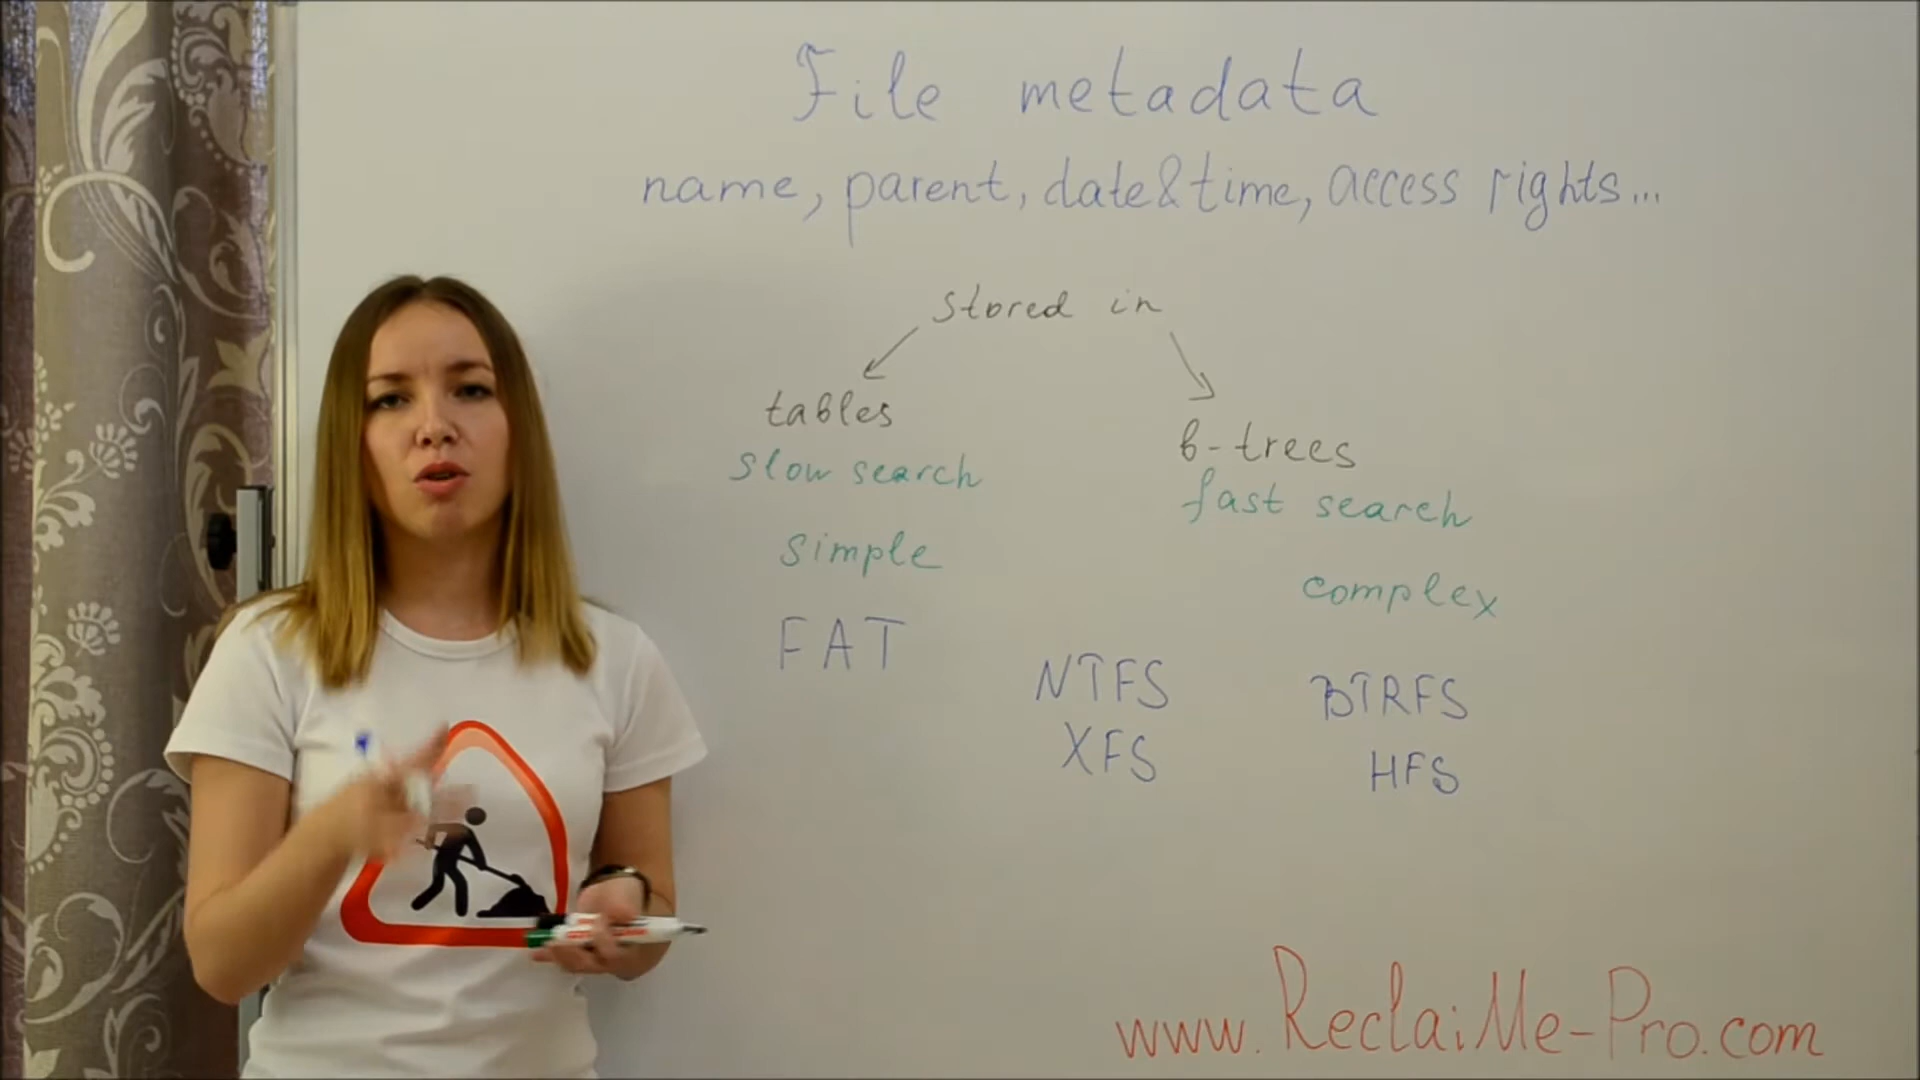 File metadata
name, parent, date&time, access rights...
stored in
tables
slow search
simple
FAT
b-trees
fast search
complex
NTFS
XFS
BTRFS
HFS
www.ReclaiMe-Pro.com